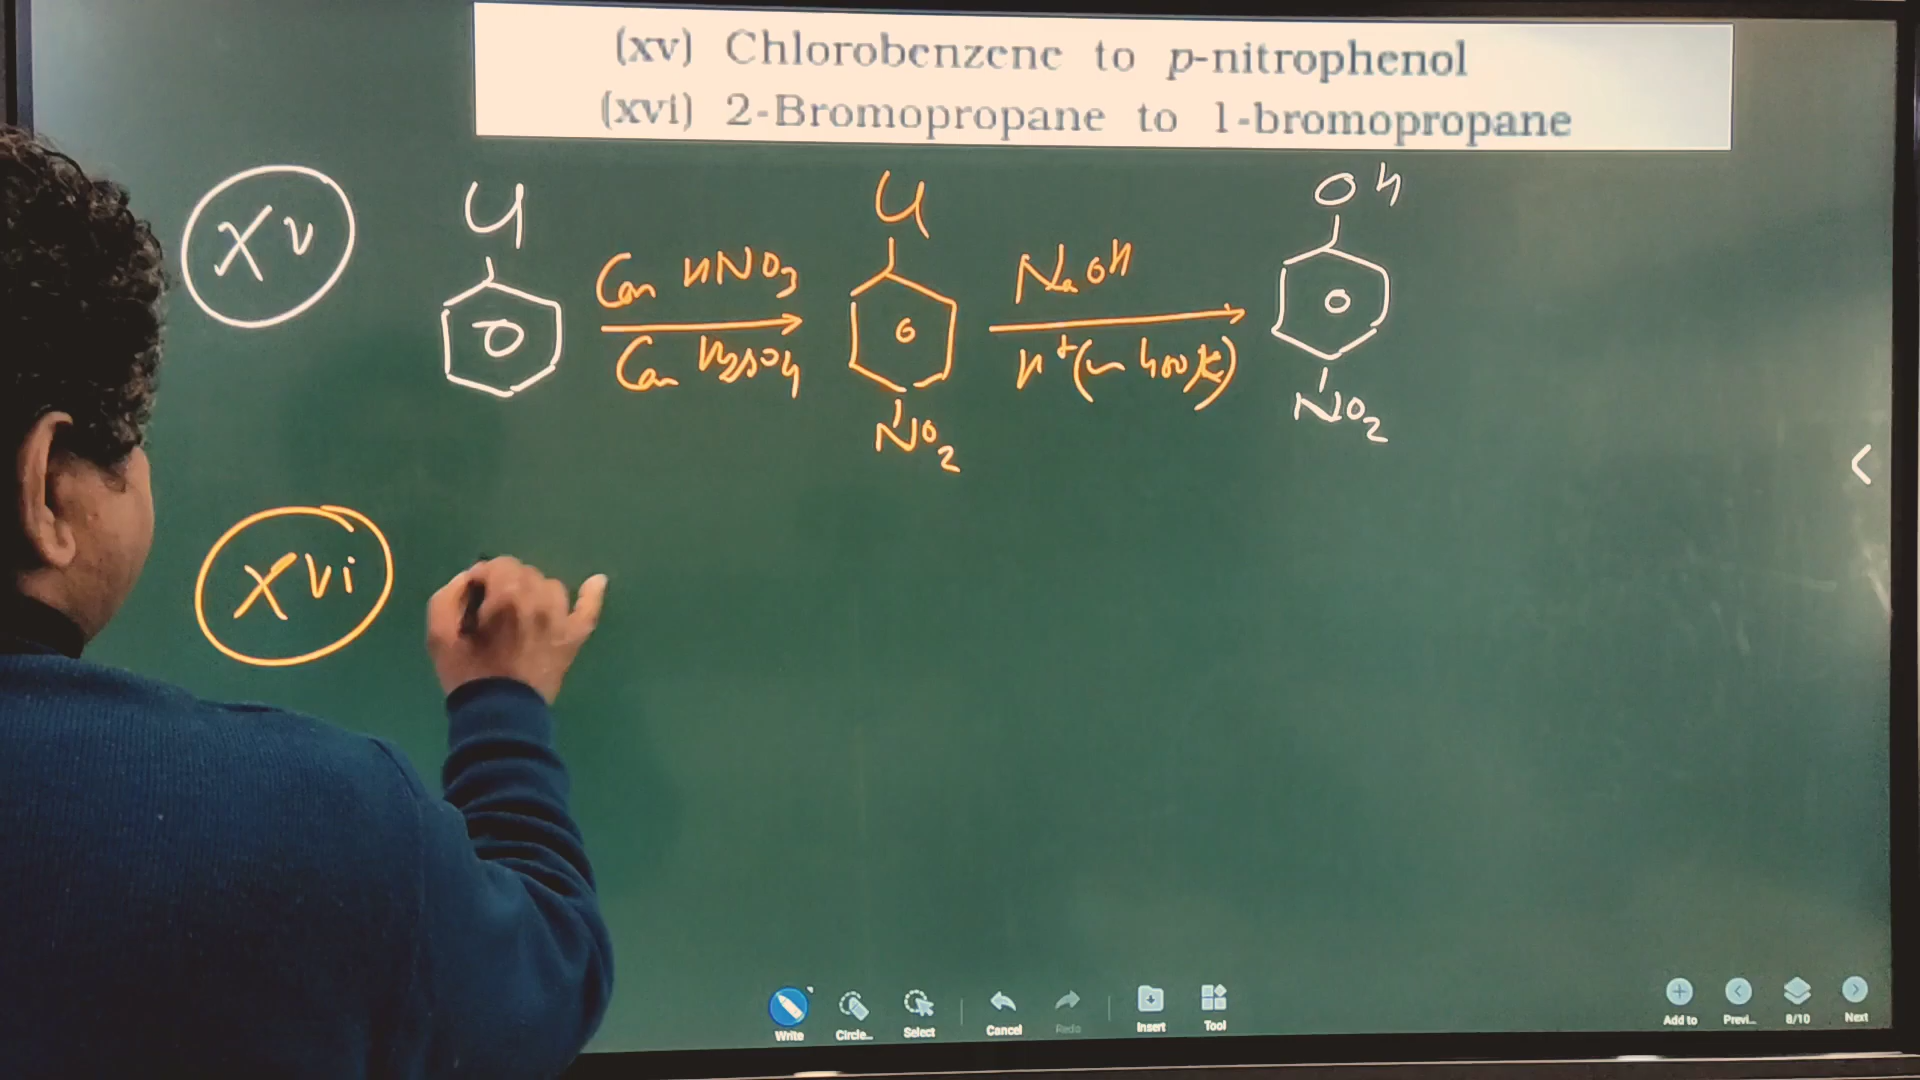 (xv) Chlorobenzene to p-nitrophenol
(xvi) 2-Bromopropane to 1-bromopropane
xv
Cl
Con HNO3
Con H2SO4
Cl
NO2
NaOH
H+ (~ 400K)
OH
NO2
xvi
Write
Circle...
Select
Cancel
Redo
Insert
Tool
Add to
Previ...
8/10
Next